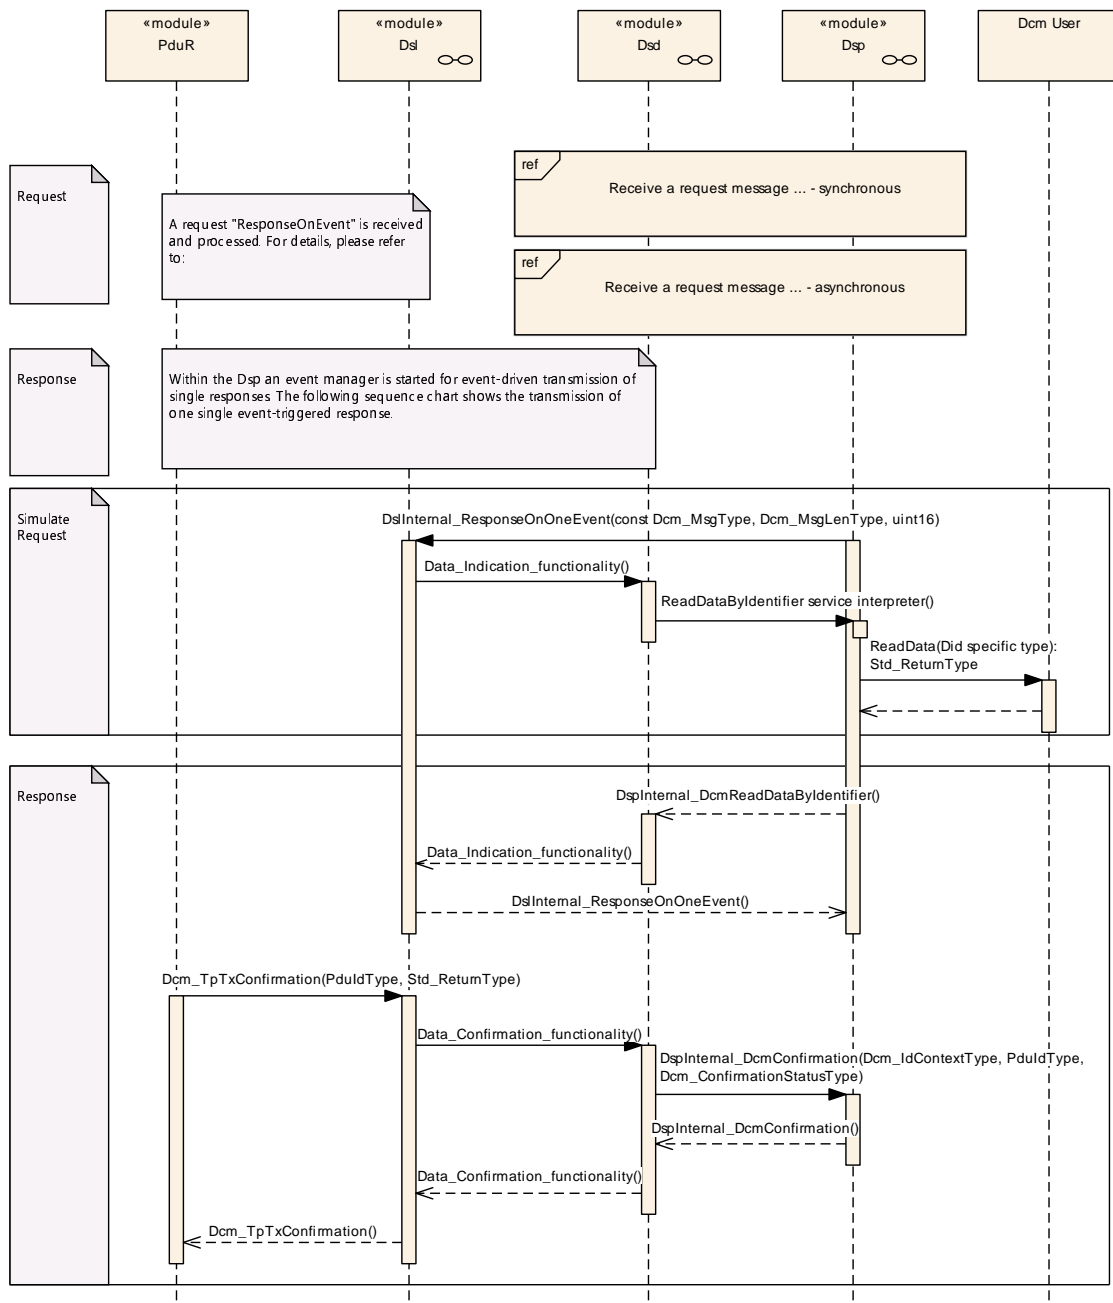 «module»
PduR
«module»
Dsl
«module»
Dsd
«module»
Dsp
Dcm User
Request
A request "ResponseOnEvent" is received
and processed. For details, please refer
to:
ref
Receive a request message ... - synchronous
ref
Receive a request message ... - asynchronous
Response
Within the Dsp an event manager is started for event-driven transmission of
single responses. The following sequence chart shows the transmission of
one single event-triggered response.
Simulate
Request
DslInternal_ResponseOnOneEvent(const Dcm_MsgType, Dcm_MsgLenType, uint16)
Data_Indication_functionality()
ReadDataByIdentifier service interpreter()
ReadData(Did specific type):
Std_ReturnType
Response
DspInternal_DcmReadDataByIdentifier()
Data_Indication_functionality()
DslInternal_ResponseOnOneEvent()
Dcm_TpTxConfirmation(PduIdType, Std_ReturnType)
Data_Confirmation_functionality()
DspInternal_DcmConfirmation(Dcm_IdContextType, PduIdType,
Dcm_ConfirmationStatusType)
DspInternal_DcmConfirmation()
Data_Confirmation_functionality()
Dcm_TpTxConfirmation()